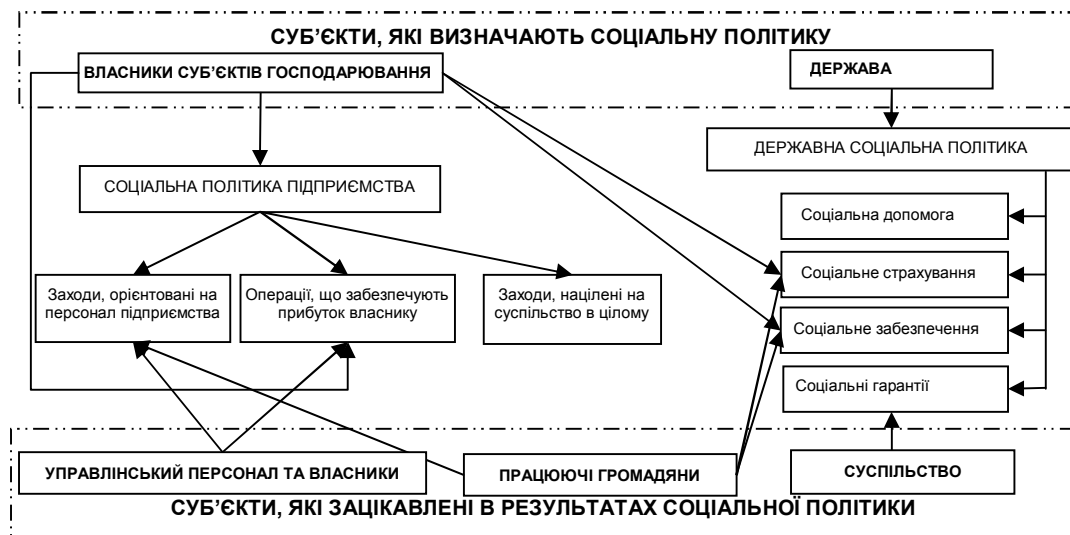 СУБ’ЄКТИ, ЯКІ ВИЗНАЧАЮТЬ СОЦІАЛЬНУ ПОЛІТИКУ
ВЛАСНИКИ СУБ’ЄКТІВ ГОСПОДАРЮВАННЯ
ДЕРЖАВА
ДЕРЖАВНА СОЦІАЛЬНА ПОЛІТИКА
СОЦІАЛЬНА ПОЛІТИКА ПІДПРИЄМСТВА
Соціальна допомога
Соціальне страхування
Соціальне забезпечення
Соціальні гарантії
Заходи, орієнтовані на
персонал підприємства
Операції, що забезпечують
прибуток власнику
Заходи, націлені на
суспільство в цілому
УПРАВЛІНСЬКИЙ ПЕРСОНАЛ ТА ВЛАСНИКИ
ПРАЦЮЮЧІ ГРОМАДЯНИ
СУСПІЛЬСТВО
СУБ’ЄКТИ, ЯКІ ЗАЦІКАВЛЕНІ В РЕЗУЛЬТАТАХ СОЦІАЛЬНОЇ ПОЛІТИКИ